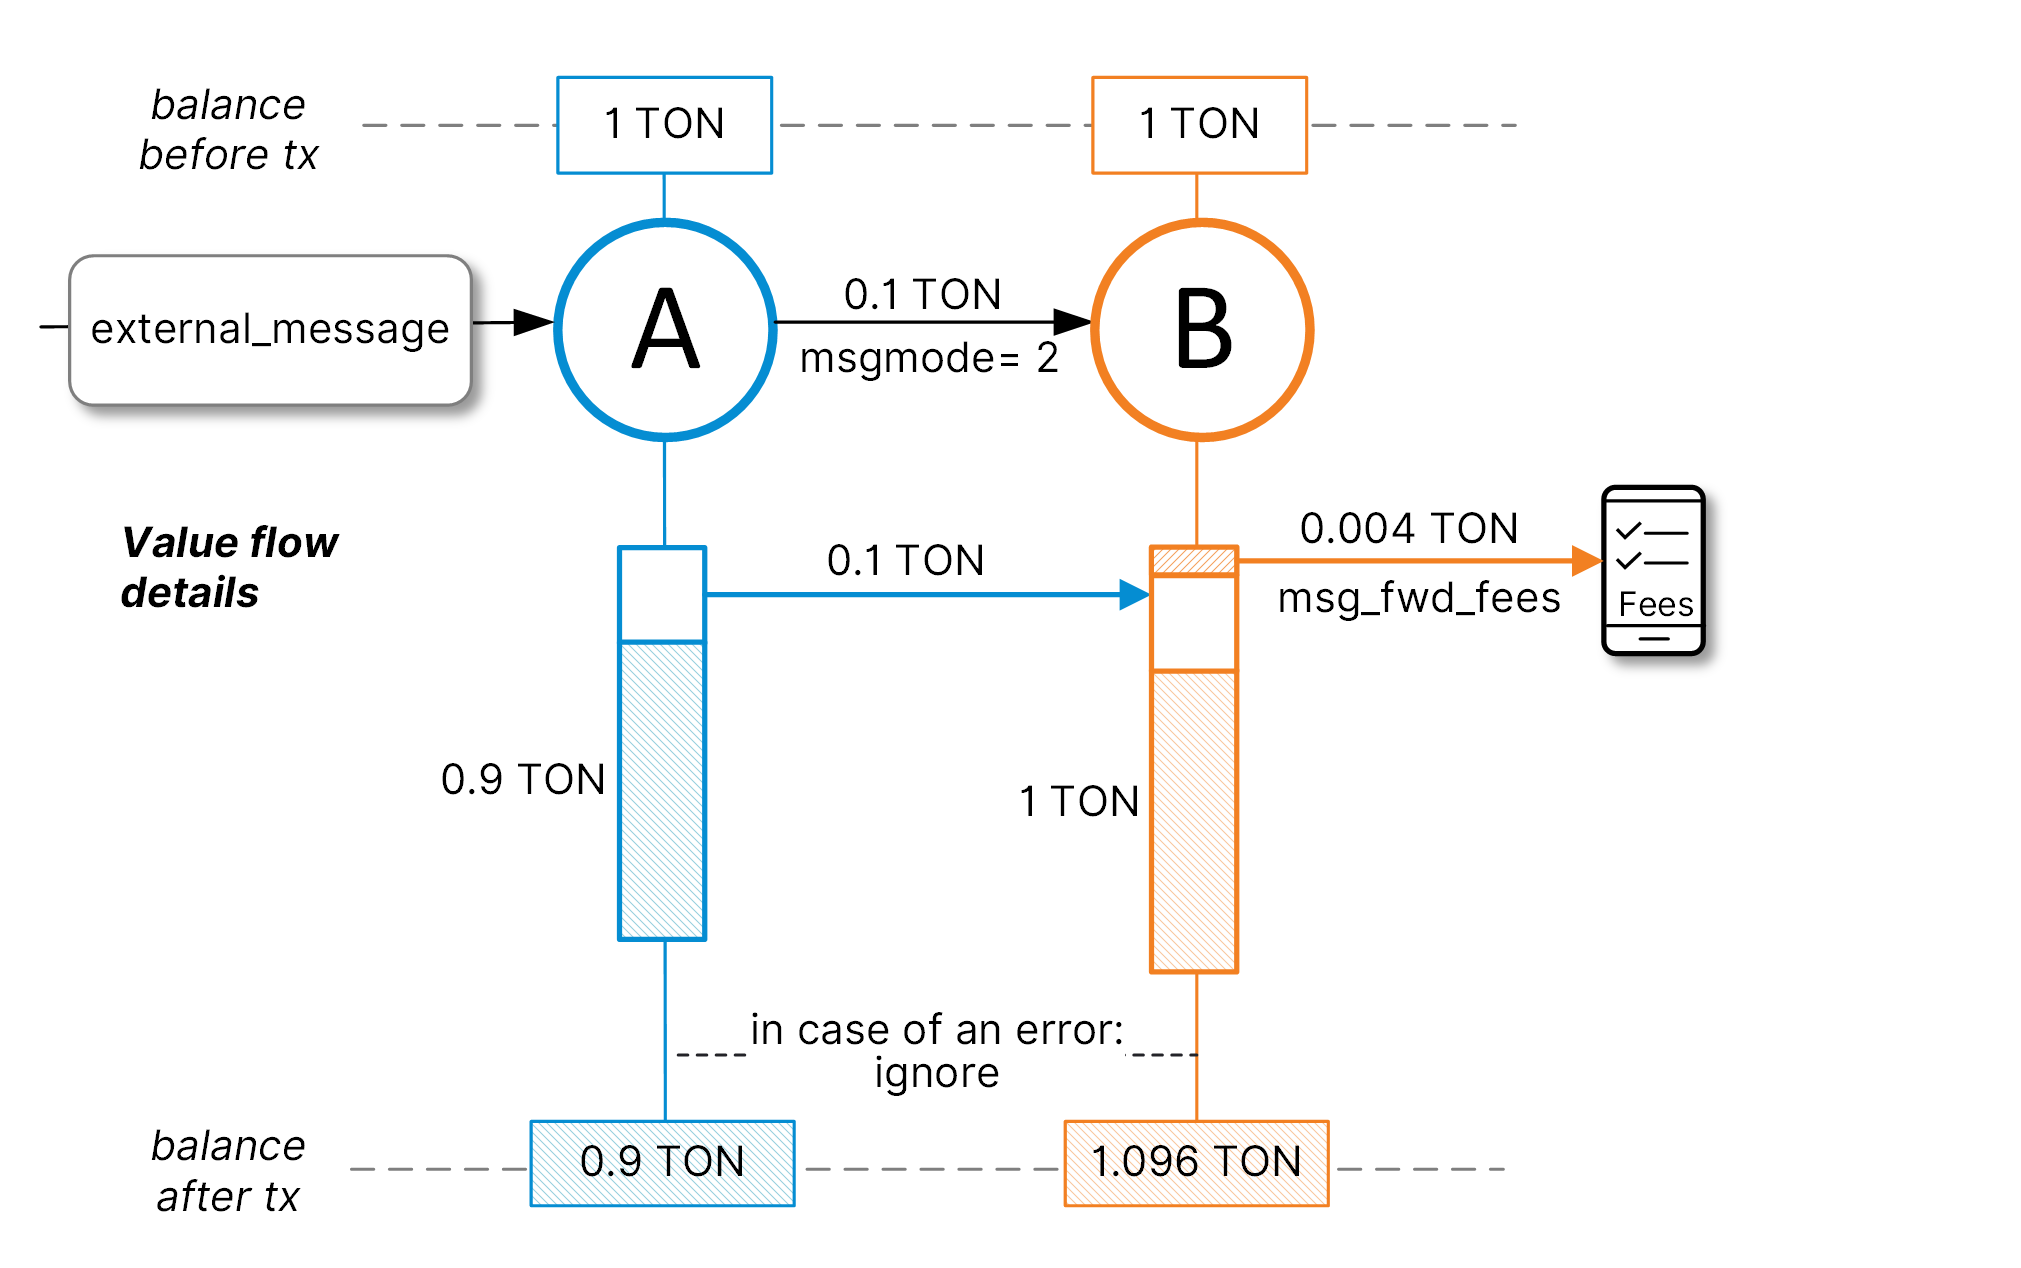 balance
before tx
1 TON
1 TON
external_message
A
0.1 TON
msgmode= 2
B
Value flow
details
0.1 TON
0.004 TON
msg_fwd_fees
Fees
0.9 TON
1 TON
in case of an error:
ignore
balance
after tx
0.9 TON
1.096 TON